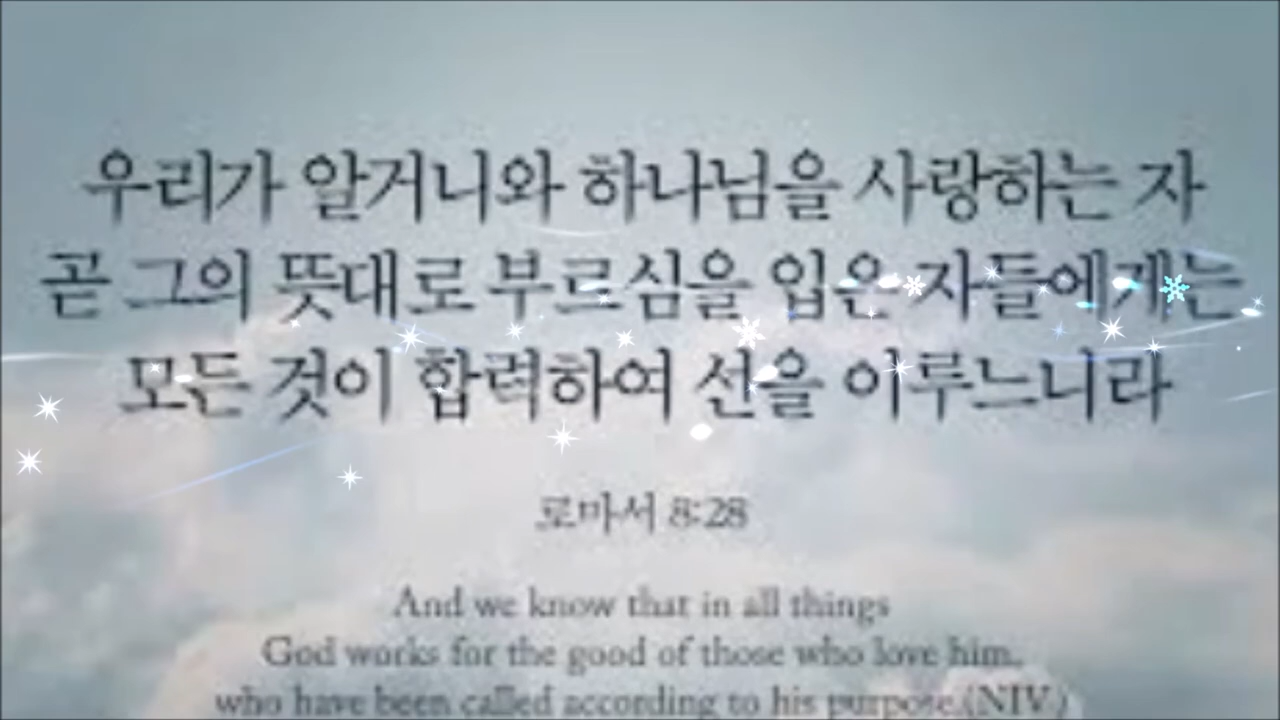 우리가 알거니와 하나님을 사랑하는 자
곧 그의 뜻대로 부르심을 입은 자들에게는
모든 것이 합력하여 선을 이루느니라
로마서 8:28
And we know that in all things
God works for the good of those who love him,
who have been called according to his purpose.(NIV)